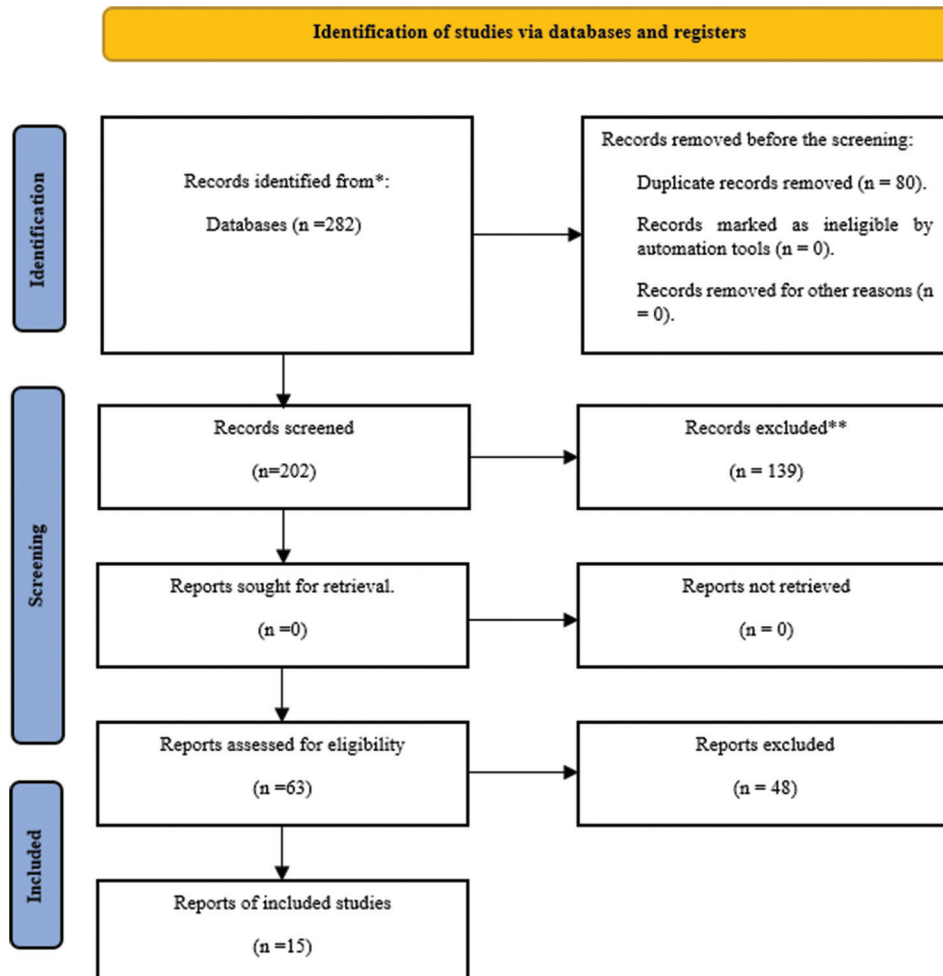 Identification of studies via databases and registers
Identification
Records identified from*:
Databases (n =282)
Records removed before the screening:
Duplicate records removed (n = 80).
Records marked as ineligible by
automation tools (n = 0).
Records removed for other reasons (n
= 0).
Screening
Records screened
(n=202)
Records excluded**
(n = 139)
Reports sought for retrieval.
(n =0)
Reports not retrieved
(n = 0)
Reports assessed for eligibility
(n =63)
Reports excluded
(n = 48)
Included
Reports of included studies
(n =15)